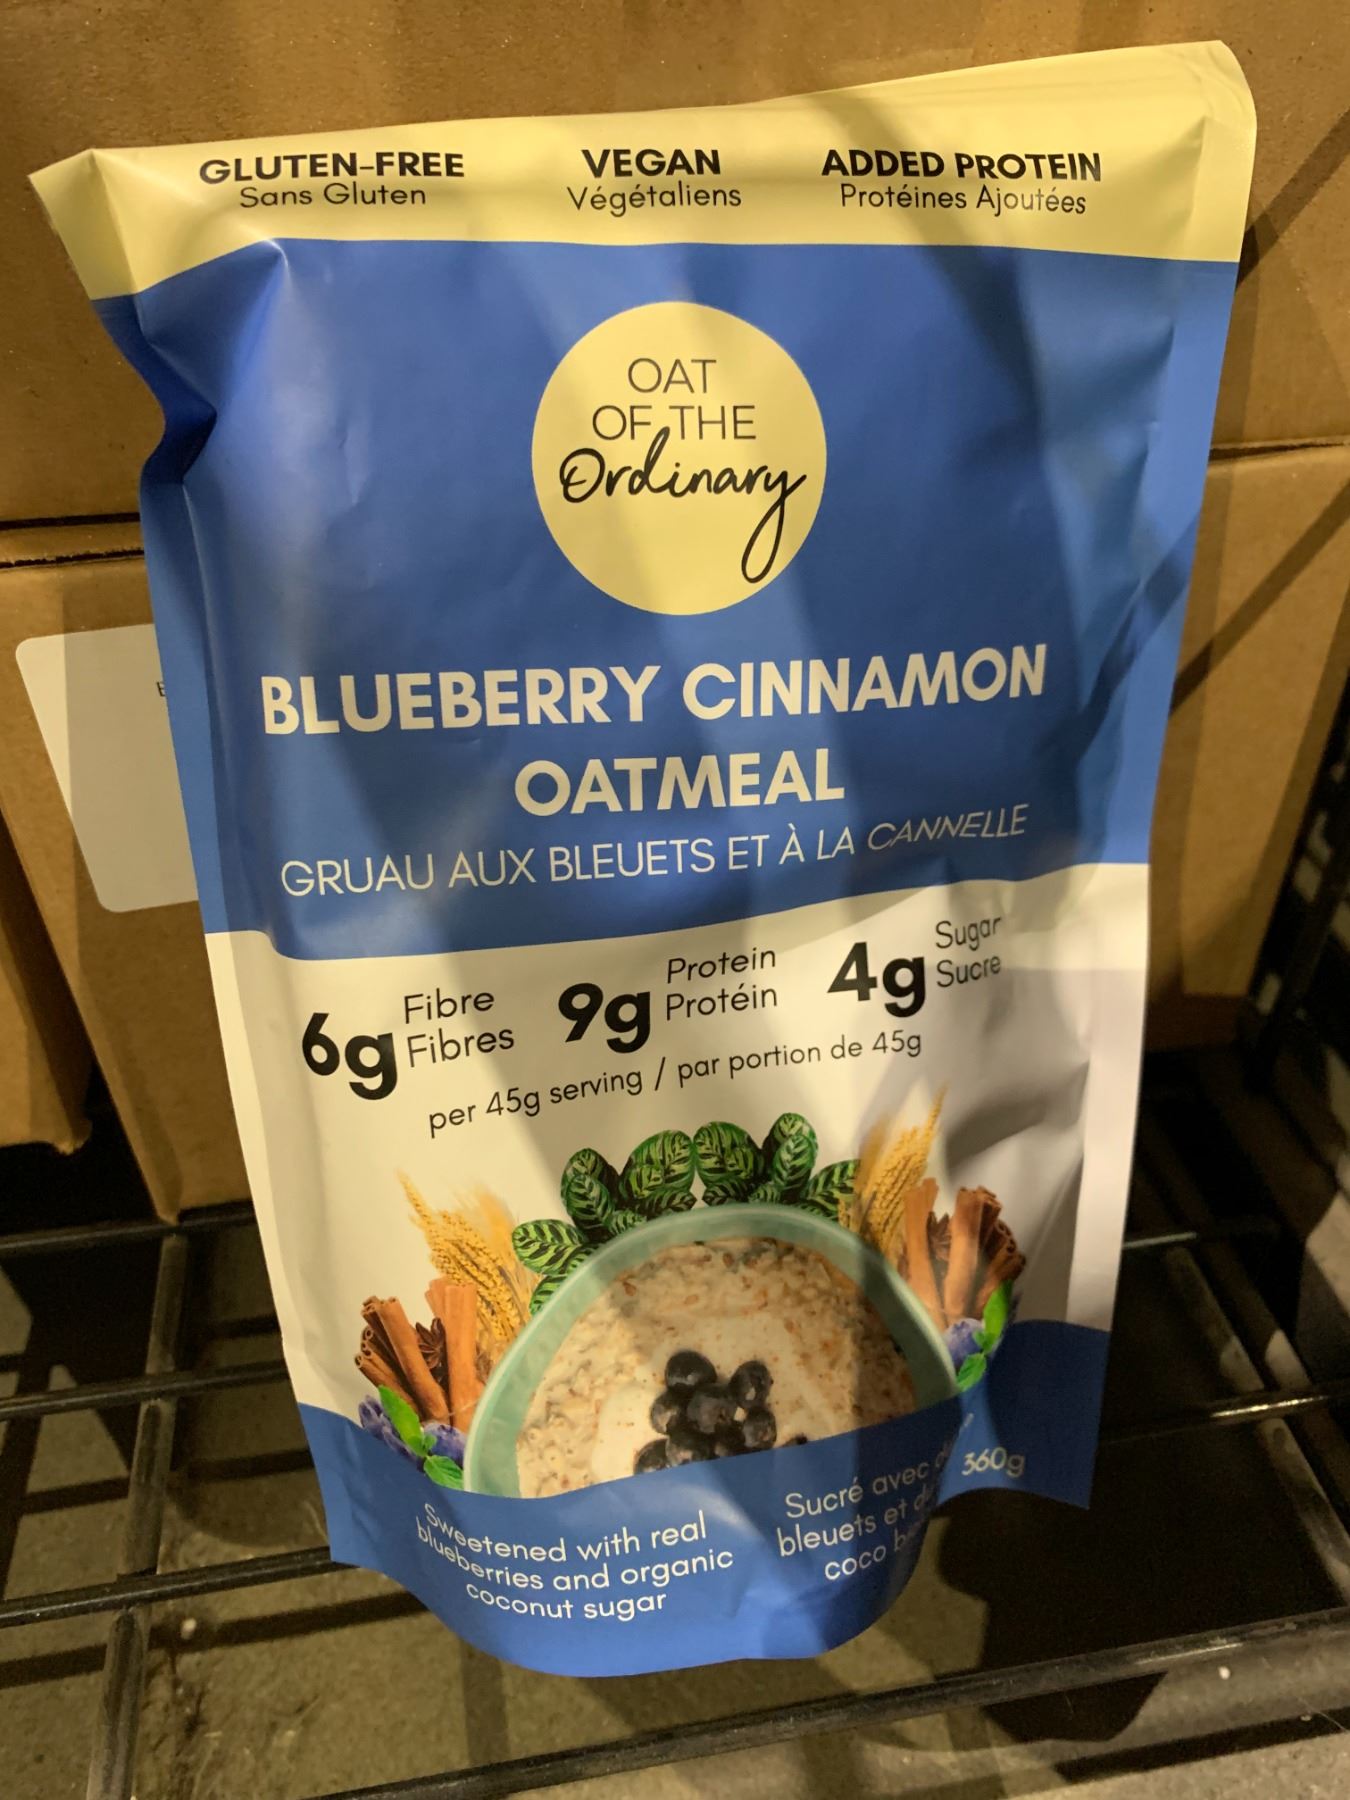 GLUTEN-FREE
Sans Gluten
VEGAN
Végétaliens
ADDED PROTEIN
Protéines Ajoutées
OAT
OF THE
Ordinary
BLUEBERRY CINNAMON
OATMEAL
GRUAU AUX BLEUETS ET À LA CANNELLE
6g Fibre
Fibres
9g Protein
Protéin
4g Sugar
Sucre
per 45g serving / par portion de 45g
Sweetened with real
blueberries and organic
coconut sugar
Sucré avec
bleuets et
coco
360g